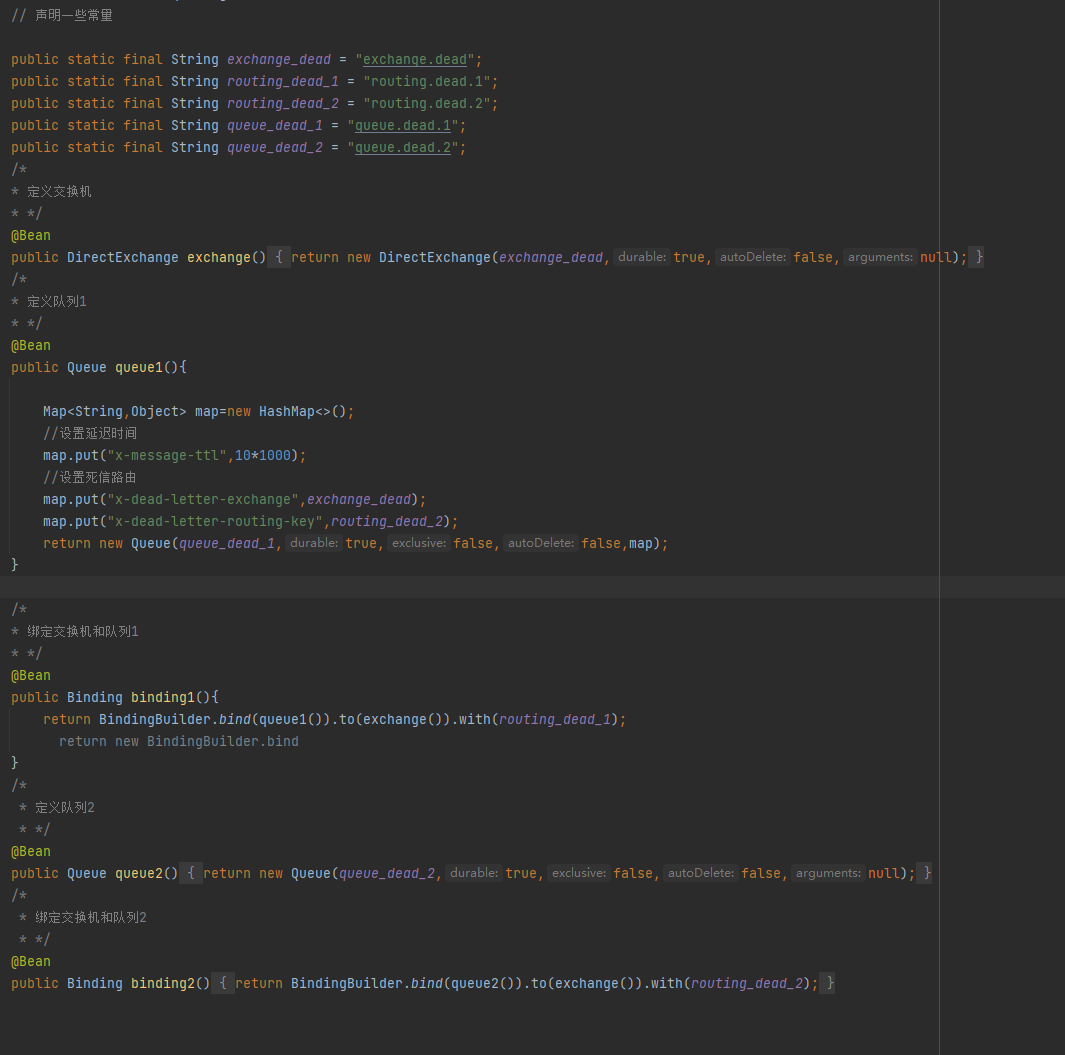 // 声明一些常量
public static final String exchange_dead = "exchange.dead";
public static final String routing_dead_1 = "routing.dead.1";
public static final String routing_dead_2 = "routing.dead.2";
public static final String queue_dead_1 = "queue.dead.1";
public static final String queue_dead_2 = "queue.dead.2";
/*
* 定义交换机
* */
@Bean
public DirectExchange exchange() { return new DirectExchange(exchange_dead, durable: true, autoDelete: false, arguments: null); }
/*
* 定义队列1
* */
@Bean
public Queue queue1(){
Map<String,Object> map=new HashMap<>();
//设置延迟时间
map.put("x-message-ttl",10*1000);
//设置死信路由
map.put("x-dead-letter-exchange",exchange_dead);
map.put("x-dead-letter-routing-key",routing_dead_2);
return new Queue(queue_dead_1, durable: true, exclusive: false, autoDelete: false,map);
}
/*
* 绑定交换机和队列1
* */
@Bean
public Binding binding1(){
return BindingBuilder.bind(queue1()).to(exchange()).with(routing_dead_1);
return new BindingBuilder.bind
}
/*
* 定义队列2
* */
@Bean
public Queue queue2() { return new Queue(queue_dead_2, durable: true, exclusive: false, autoDelete: false, arguments: null); }
/*
* 绑定交换机和队列2
* */
@Bean
public Binding binding2() { return BindingBuilder.bind(queue2()).to(exchange()).with(routing_dead_2); }